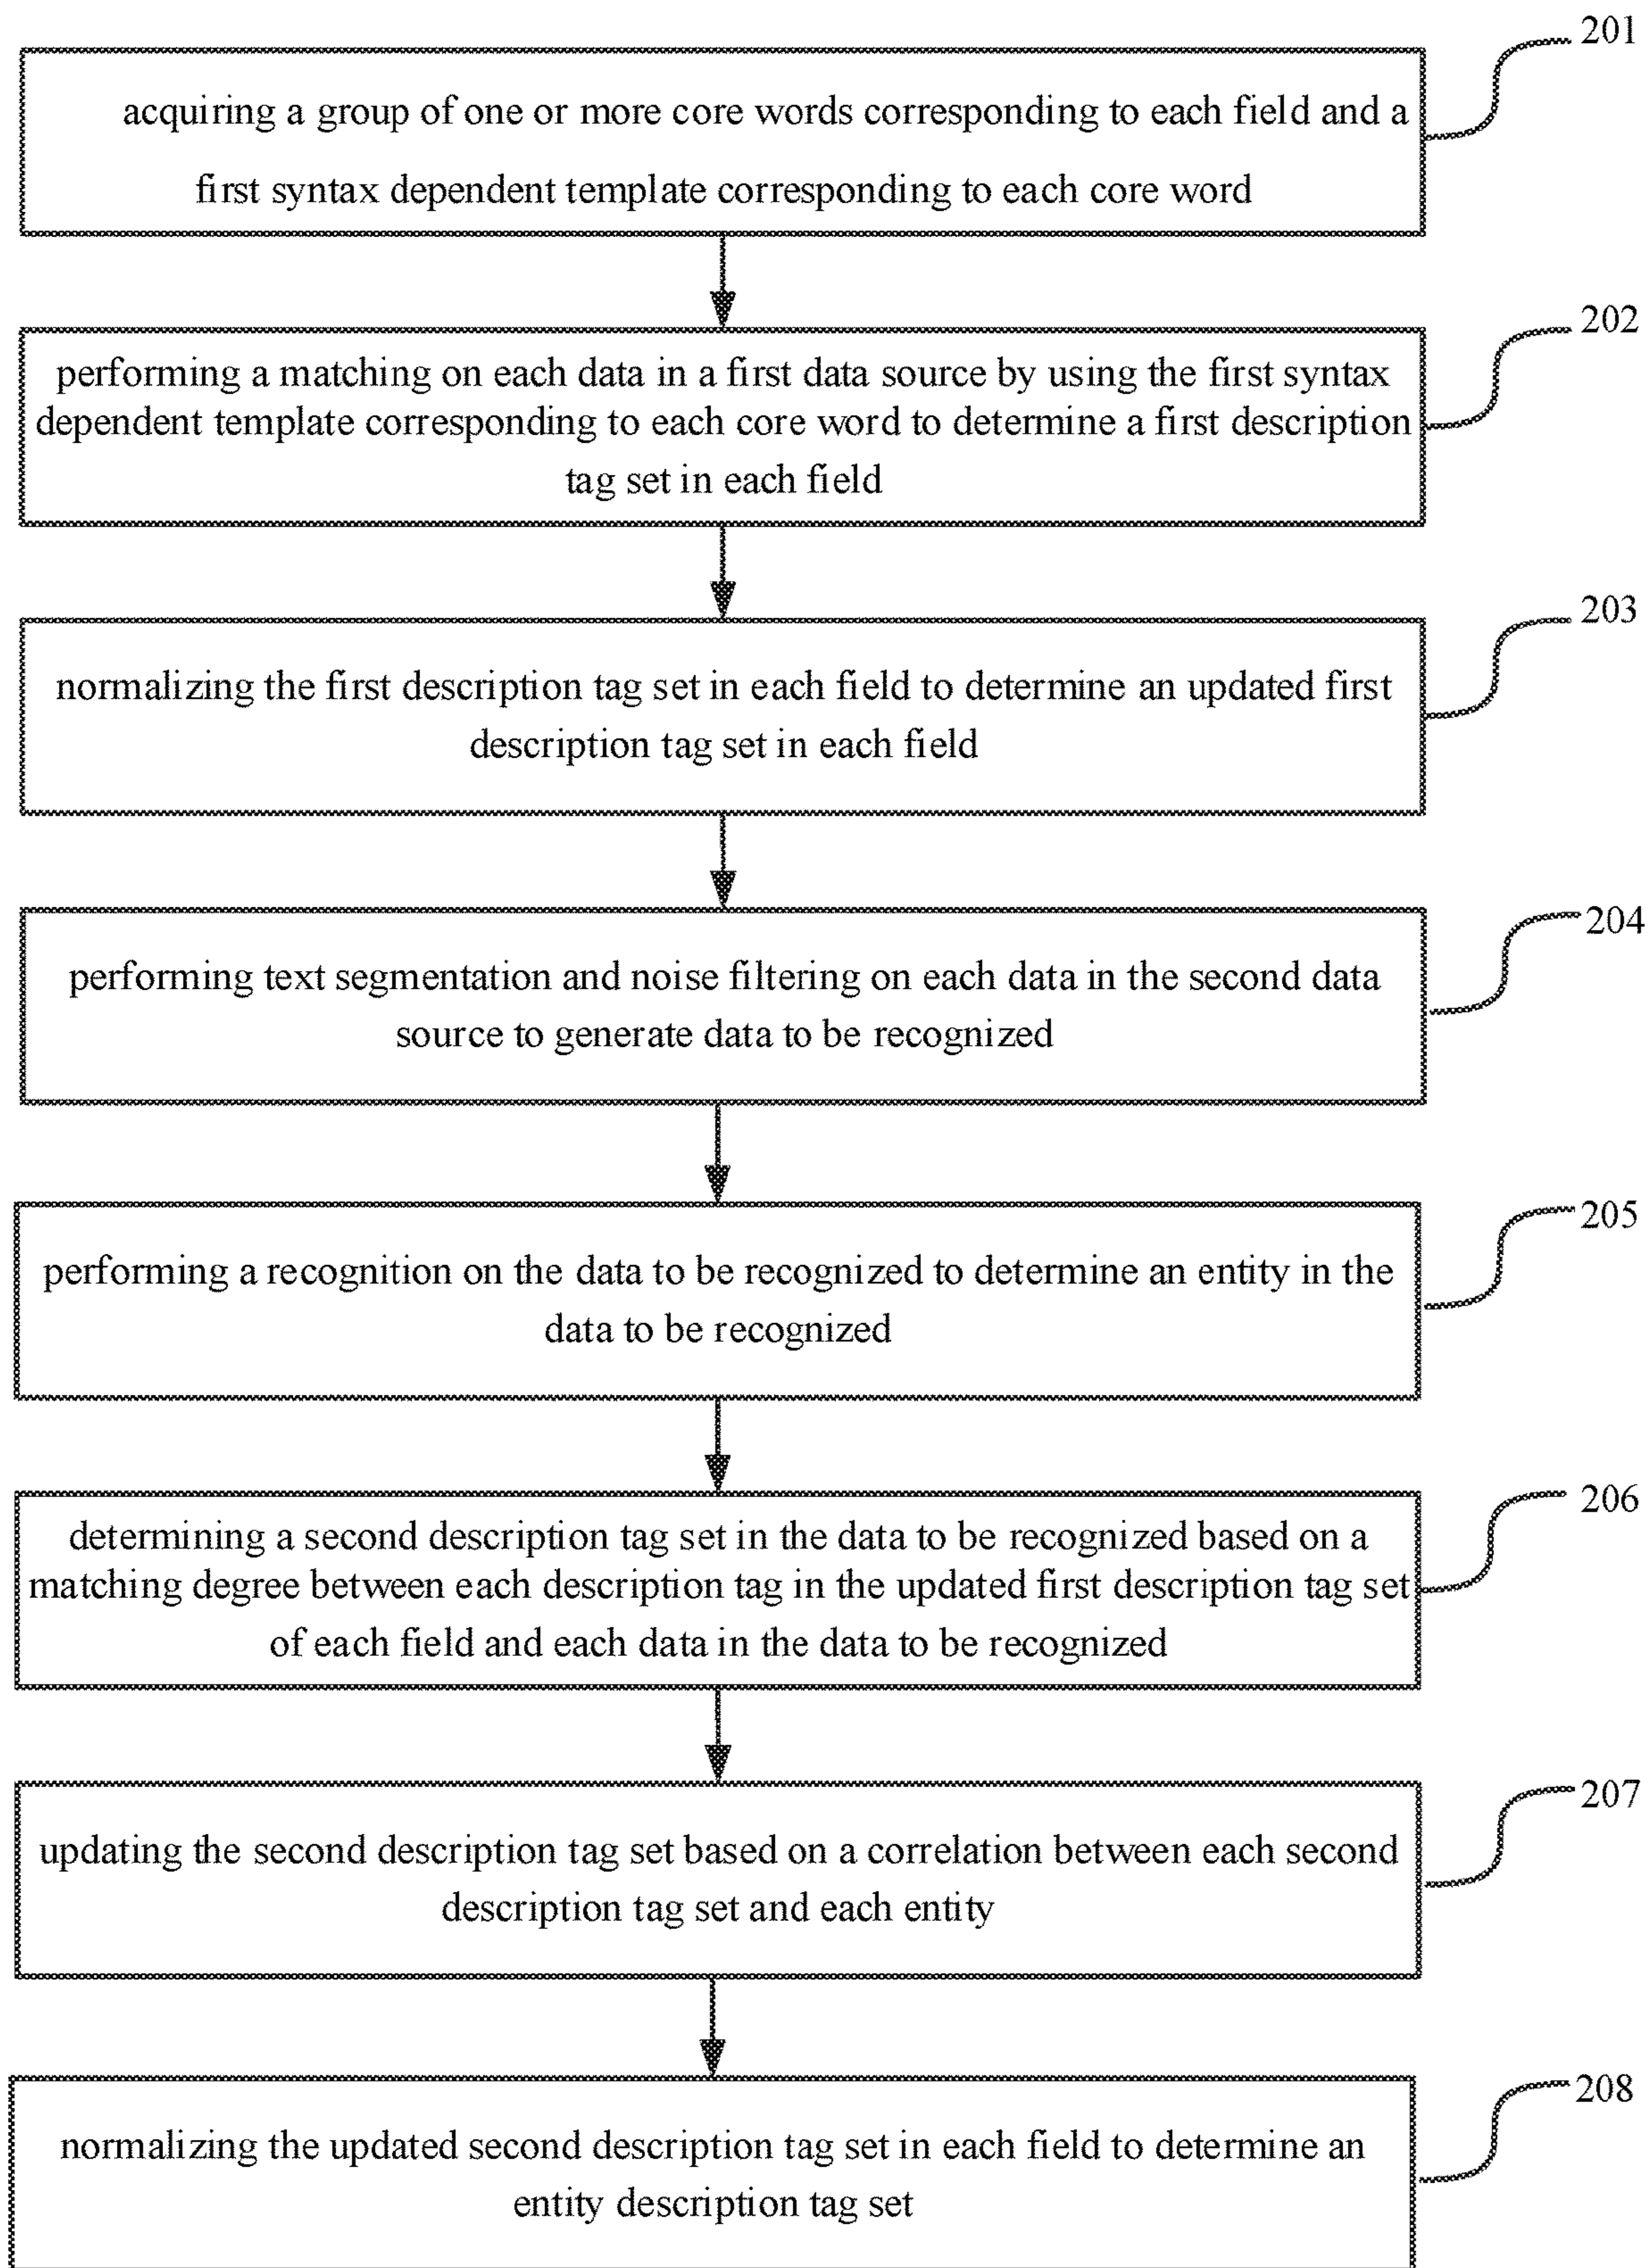 201
acquiring a group of one or more core words corresponding to each field and a
first syntax dependent template corresponding to each core word
202
performing a matching on each data in a first data source by using the first syntax
dependent template corresponding to each core word to determine a first description
tag set in each field
203
normalizing the first description tag set in each field to determine an updated first
description tag set in each field
204
performing text segmentation and noise filtering on each data in the second data
source to generate data to be recognized
205
performing a recognition on the data to be recognized to determine an entity in the
data to be recognized
206
determining a second description tag set in the data to be recognized based on a
matching degree between each description tag in the updated first description tag set
of each field and each data in the data to be recognized
207
updating the second description tag set based on a correlation between each second
description tag set and each entity
208
normalizing the updated second description tag set in each field to determine an
entity description tag set